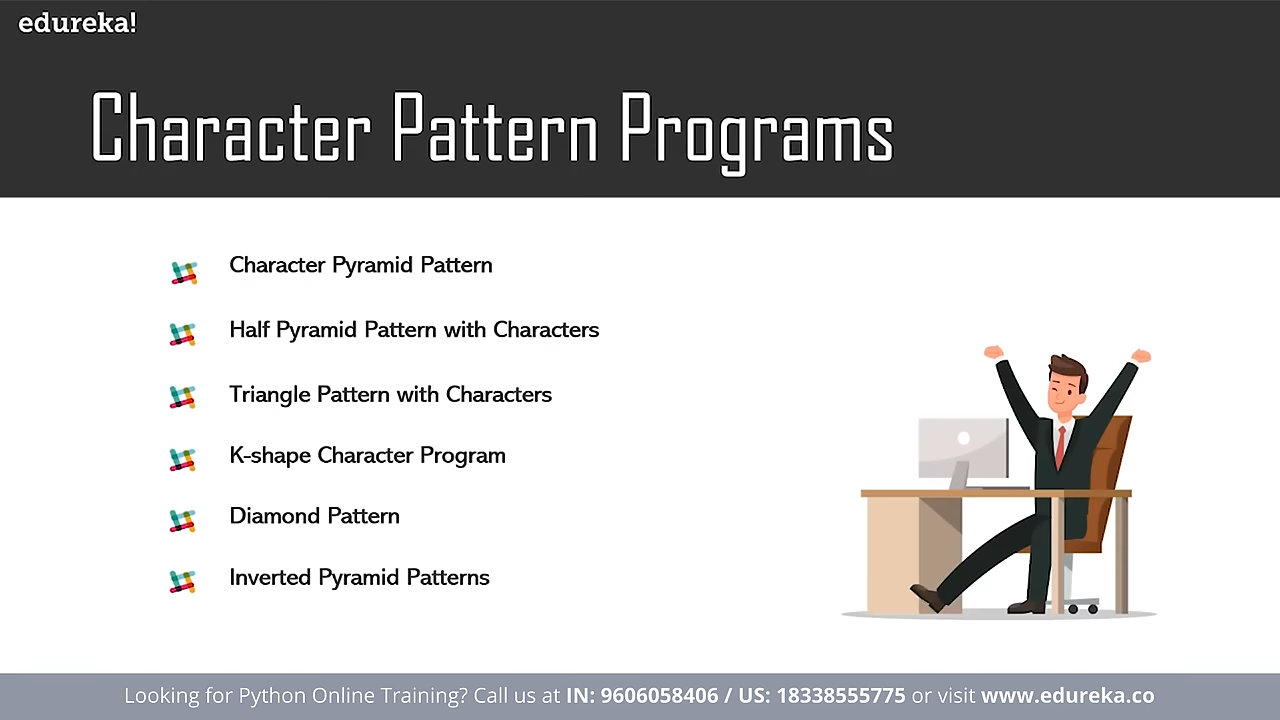 edureka!
Character Pattern Programs
Character Pyramid Pattern
Half Pyramid Pattern with Characters
Triangle Pattern with Characters
K-shape Character Program
Diamond Pattern
Inverted Pyramid Patterns
Looking for Python Online Training? Call us at IN: 9606058406 / US: 18338555775 or visit www.edureka.co